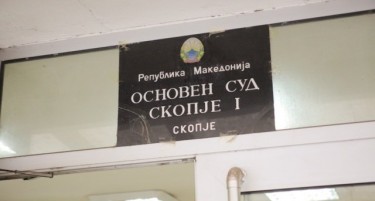 Република Македонија
ОСНОВЕН СУД
СКОПЈЕ I
СКОПЈЕ